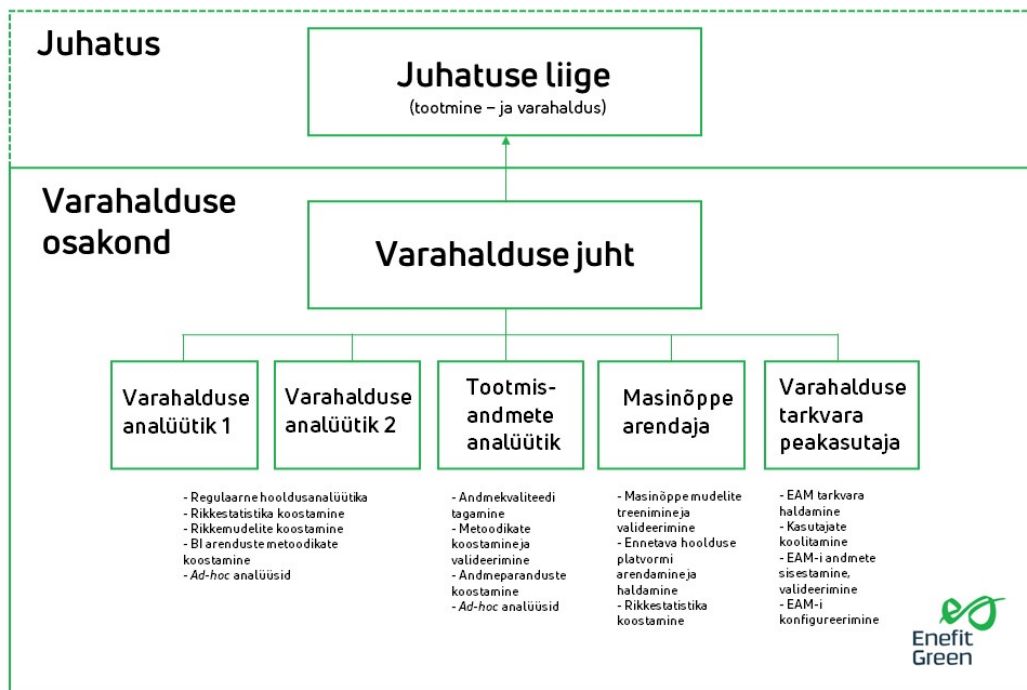 Juhatus
Juhatuse liige
(tootmine – ja varahaldus)
Varahalduse
osakond
Varahalduse juht
Varahalduse
analüütik 1
Varahalduse
analüütik 2
Tootmis-
andmete
analüütik
Masinõppe
arendaja
Varahalduse
tarkvara
peakasutaja
- Regulaarne hooldusanalüütika
- Rikkestatistika koostamine
- Rikkemudelite koostamine
- BI arenduste metoodikate
koostamine
- Ad-hoc analüüsid
- Andmekvaliteedi
tagamine
- Metoodikate
koostamine ja
valideerimine
- Andmeparanduste
koostamine
- Ad-hoc analüüsid
- Masinõppe mudelite
treenimine ja
valideerimine
- Ennetava hoolduse
platvormi
arendamine ja
haldamine
- Rikkestatistika
koostamine
- EAM tarkvara
haldamine
- Kasutajate
koolitamine
- EAM-i andmete
sisestamine,
valideerimine
- EAM-i
konfigureerimine
Enefit
Green